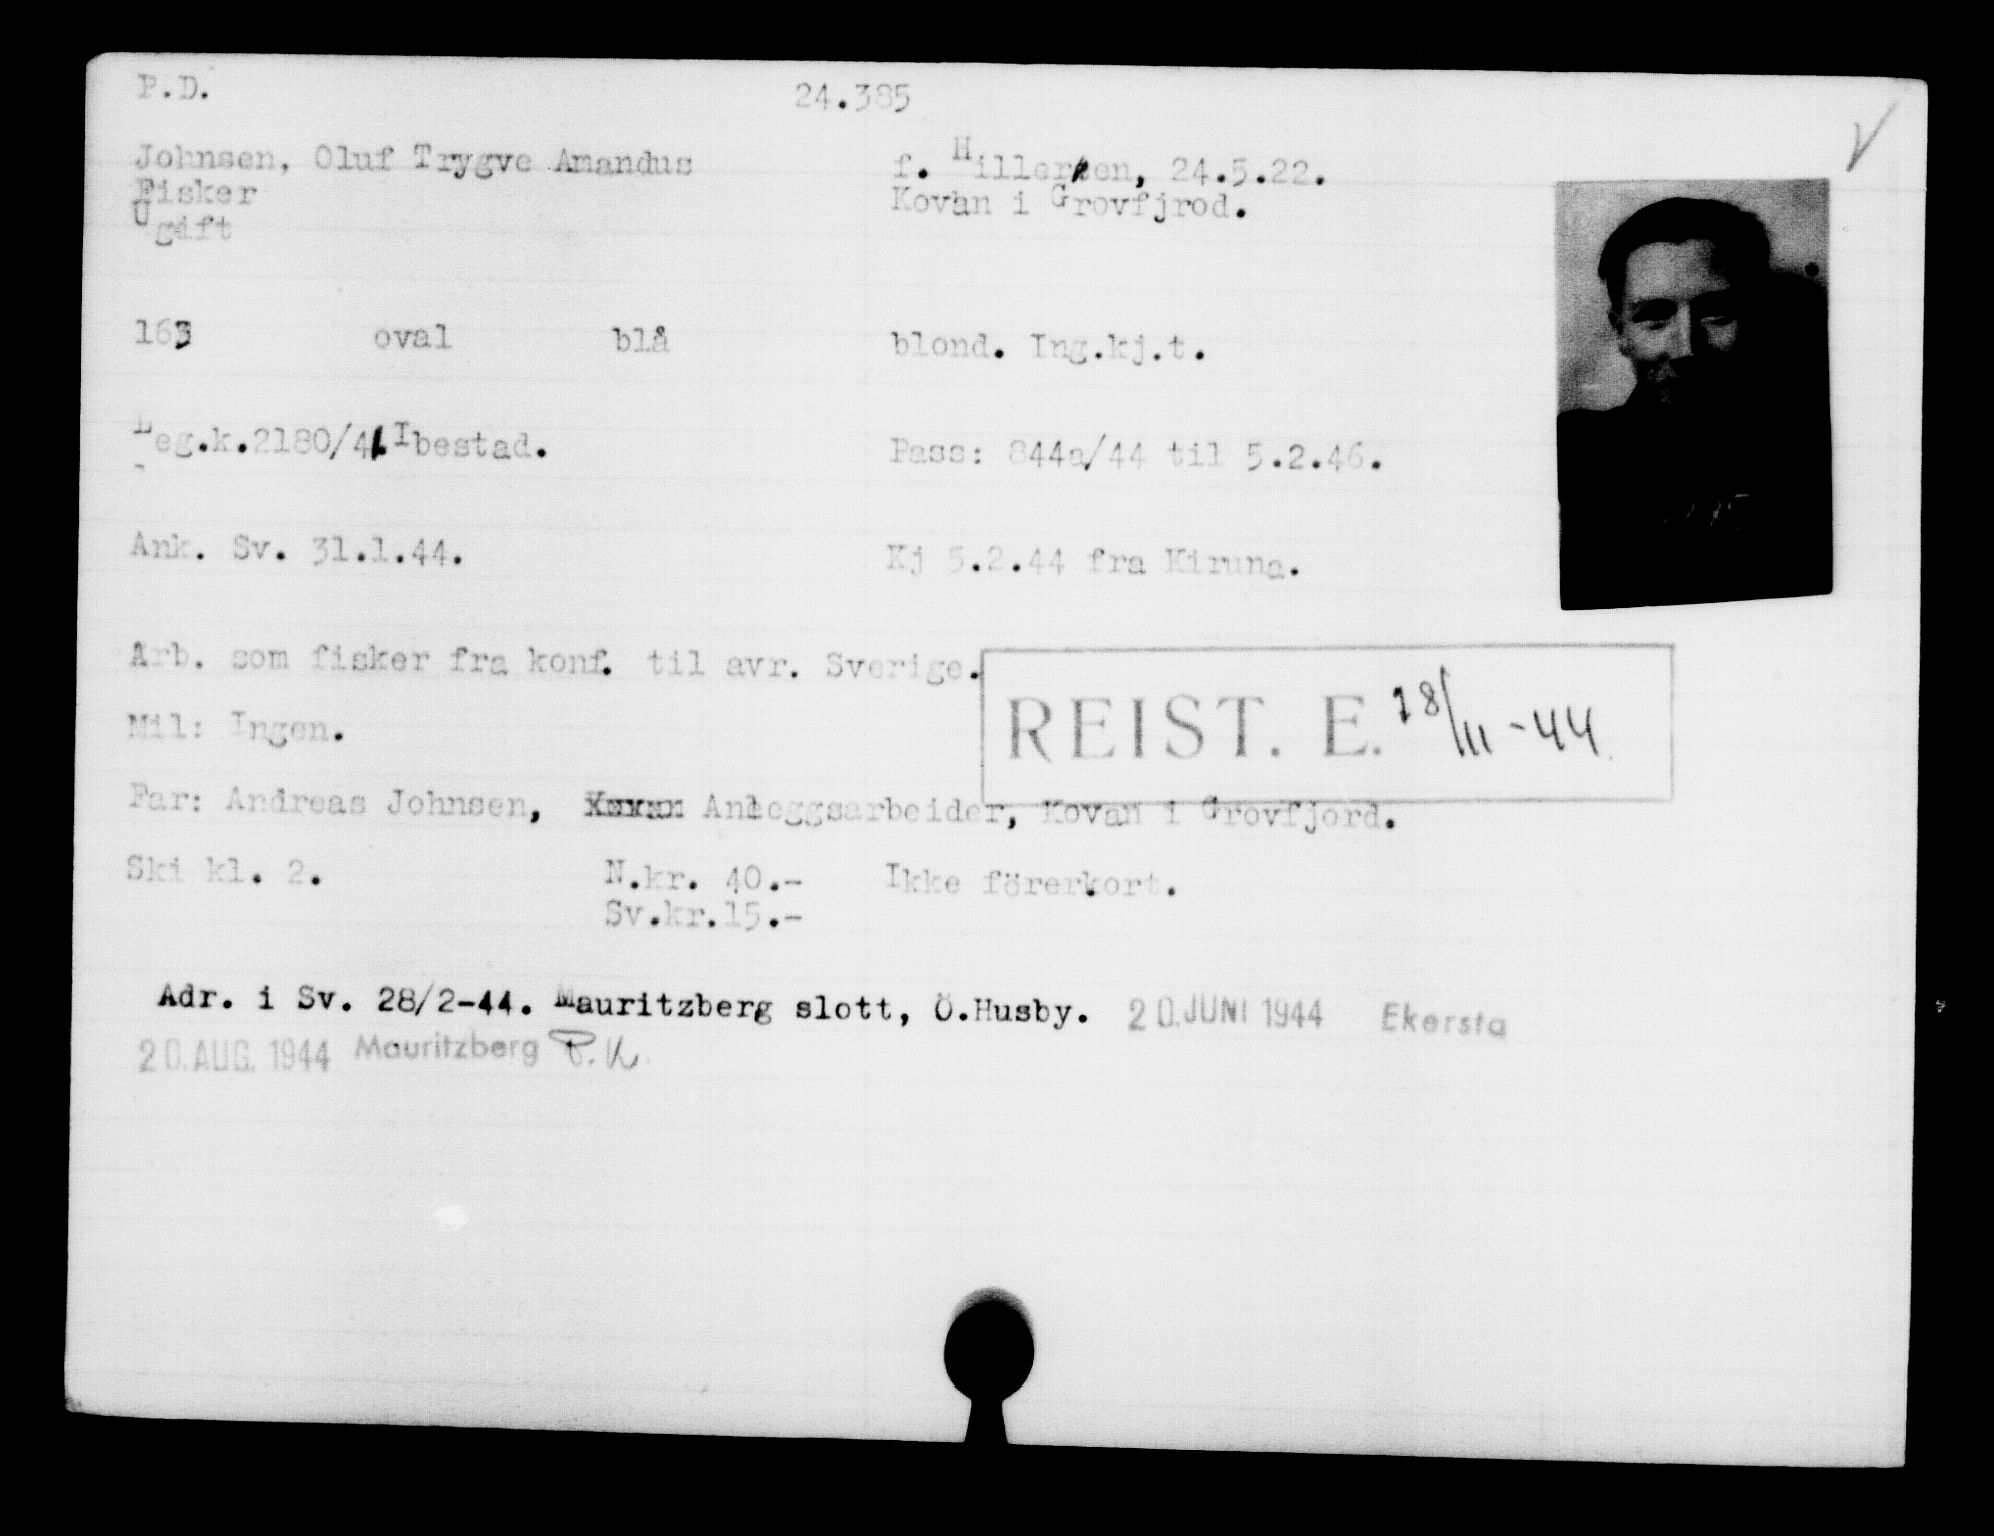 P.D.
24.385
Johnsen, Oluf Trygve Amandus
f. Hillersen, 24.5.22.
Fisker
Kovan i Grovfjrod.
Ugift
163 oval blå blond. Ing.kj.t.
Leg.k.2180/41. Ibestad.
Pass: 844a/44 til 5.2.46.
Ank. Sv. 31.1.44.
Kj 5.2.44 fra Kiruna.
Arb. som fisker fra konf. til avr. Sverige.
REIST. E. 18/11-44
Mil: Ingen.
Far: Andreas Johnsen, Anleggsarbeider, Kovan i Grovfjord.
Ski kl. 2. N.kr. 40.- Ikke förerkort.
Sv.kr.15.-
Adr. i Sv. 28/2-44. Mauritzberg slott, Ö.Husby. 20.JUNI 1944 Ekersta
20.AUG. 1944 Mauritzberg